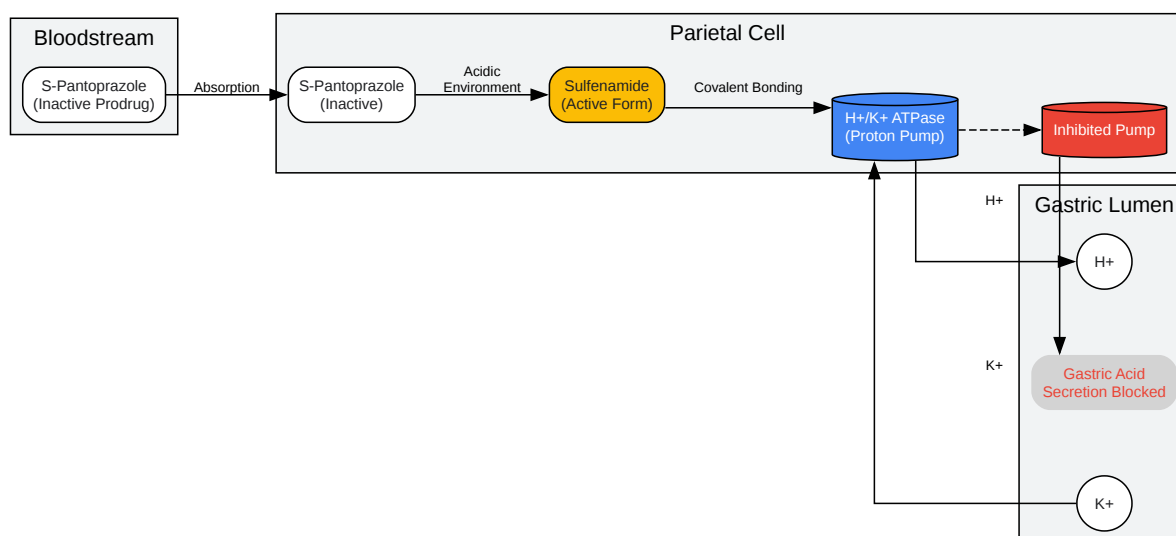 Bloodstream
S-Pantoprazole
(Inactive Prodrug)
Absorption
Parietal Cell
S-Pantoprazole
(Inactive)
Acidic
Environment
Sulfenamide
(Active Form)
Covalent Bonding
H+/K+ ATPase
(Proton Pump)
Inhibited Pump
H+
Gastric Lumen
H+
K+
Gastric Acid
Secretion Blocked
K+